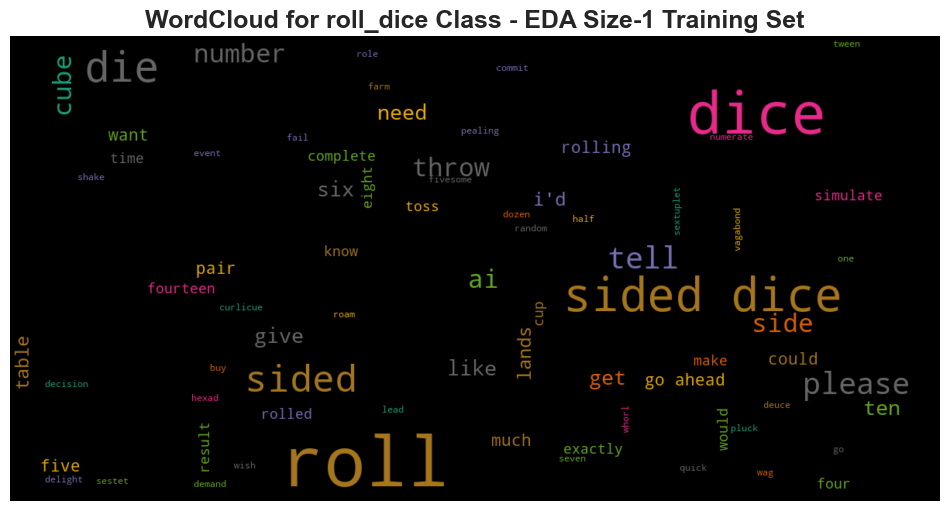 WordCloud for roll_dice Class - EDA Size-1 Training Set
tween
number
role
die
commit
cube
farm
dice
need
pealing
want
fail
numerate
rolling
event
complete
time
throw
shake
fivesome
eight
six
simulate
i'd
toss
sextuplet
dozen
half
vagabond
random
know
tell
one
pair
ai
fourteen
sided dice
curlicue
roam
cup
side
give
lands
table
like
make
could
buy
sided
get
go ahead
decision
please
hexad
deuce
ten
rolled
lead
whorl
would
pluck
much
result
roll
exactly
go
five
wish
seven
quick
wag
delight
sestet
demand
four